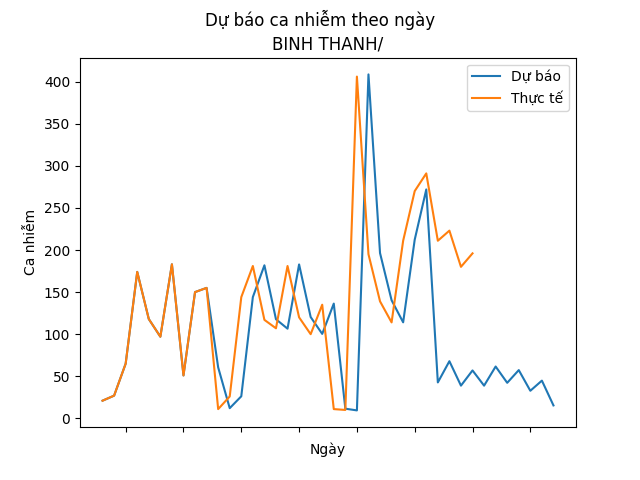 Dự báo ca nhiễm theo ngày
BINH THANH/
Dự báo
Thực tế
400
350
300
250
200
150
100
50
0
Ca nhiễm
Ngày